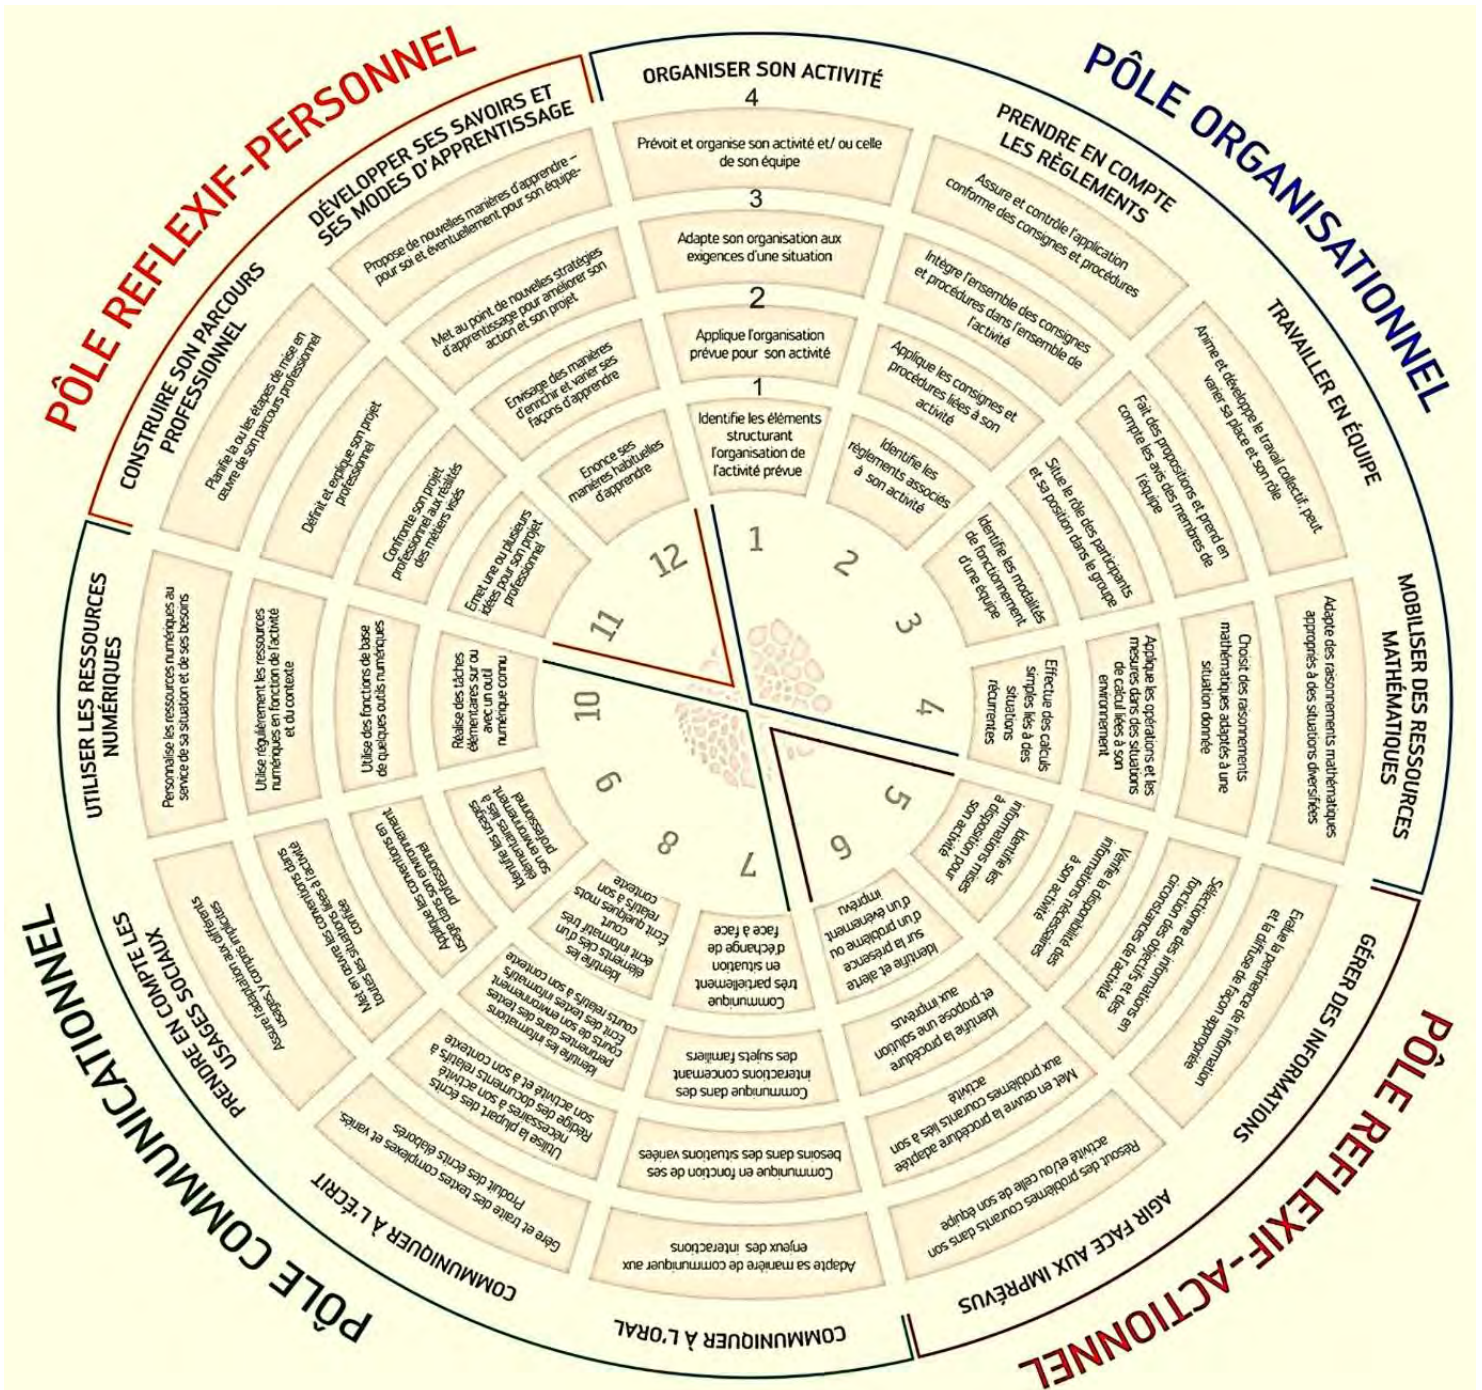 PÔLE ORGANISATIONNEL
ORGANISER SON ACTIVITÉ
4
Prévoit et organise son activité et/ ou celle
de son équipe
3
Adapte son organisation aux
exigences d'une situation
2
Applique l'organisation
prévue pour son activité
1
Identifie les éléments
structurant
l'organisation de
l'activité prévue
1
PRENDRE EN COMPTE
LES RÈGLEMENTS
Assure et contrôle l'application
conforme des consignes et procédures
Intègre l'ensemble des consignes
et procédures dans l'ensemble de
l'activité
Applique les consignes et
procédures liées à son
activité
Identifie les
règlements associés
à son activité
2
TRAVAILLER EN ÉQUIPE
Anime et développe le travail collectif, peut
varier sa place et son rôle
Fait des propositions et prend en
compte les avis des membres de
l'équipe
Situe le rôle des participants
et sa position dans le groupe
Identifie les modalités
de fonctionnement
d'une équipe
3
MOBILISER DES RESSOURCES
MATHÉMATIQUES
Adapte des raisonnements mathématiques
appropriés à des situations diversifiées
Choisit des raisonnements
mathématiques adaptés à une
situation donnée
Applique les opérations et les
mesures dans des situations
de calcul liées à son
environnement
Effectue des calculs
simples liés à des
situations
récurrentes
4
PÔLE REFLEXIF-ACTIONNEL
GÉRER DES INFORMATIONS
Evalue la pertinence de l'information
et la diffuse de façon appropriée
Sélectionne des informations en
fonction des objectifs et des
circonstances de l'activité
Vérifie la disponibilité des
informations nécessaires
à son activité
Identifie les
informations mises
à disposition pour
son activité
5
AGIR FACE AUX IMPRÉVUS
Résout des problèmes courants dans son
activité et/ou celle de son équipe
Met en œuvre la procédure adaptée
aux problèmes courants liés à son
activité
Identifie la procédure
et propose une solution
aux imprévus
Identifie et alerte
sur la présence
d'un problème ou
d'un évènement
imprévu
6
PÔLE COMMUNICATIONNEL
COMMUNIQUER À L'ORAL
Adapte sa manière de communiquer aux
enjeux des interactions
Communique en fonction de ses
besoins dans des situations variées
Communique dans des
interactions concernant
des sujets familiers
Communique
très partiellement
en situation
d'échange de
face à face
7
COMMUNIQUER À L'ÉCRIT
Gère et traite des textes complexes et variés
Produit des écrits élaborés
Utilise la plupart des écrits
nécessaires à son activité
Rédige des documents relatifs à
son activité et à son contexte
Identifie les informations
pertinentes dans des textes
courts de son environnement
Écrit des textes informatifs
courts relatifs à son contexte
Identifie les
éléments clés d'un
écrit informatif très
court
Écrit quelques mots
relatifs à son
contexte
8
PRENDRE EN COMPTE LES
USAGES SOCIAUX
Assure l'adaptation aux différents
usages, y compris implicites
Met en œuvre les conventions dans
toutes les situations liées à l'activité
confiée
Applique les conventions en
usage dans son environnement
professionnel
Identifie les usages
élémentaires liés à
son environnement
professionnel
9
UTILISER LES RESSOURCES
NUMÉRIQUES
Personnalise les ressources numériques au
service de sa situation et de ses besoins
Utilise régulièrement les ressources
numériques en fonction de l'activité
et du contexte
Utilise des fonctions de base
de quelques outils numériques
Réalise des tâches
élémentaires sur ou
avec un outil
numérique connu
10
PÔLE REFLEXIF-PERSONNEL
CONSTRUIRE SON PARCOURS
PROFESSIONNEL
Planifie la ou les étapes de mise en
œuvre de son parcours professionnel
Définit et explique son projet
professionnel
Confronte son projet
professionnel aux réalités
des métiers visés
Emet une ou plusieurs
idées pour son projet
professionnel
11
DÉVELOPPER SES SAVOIRS ET
SES MODES D'APPRENTISSAGE
Propose de nouvelles manières d'apprendre –
pour soi et éventuellement pour son équipe-
Met au point de nouvelles stratégies
d'apprentissage pour améliorer son
action et son projet
Envisage des manières
d'enrichir et varier ses
façons d'apprendre
Enonce ses
manières habituelles
d'apprendre
12